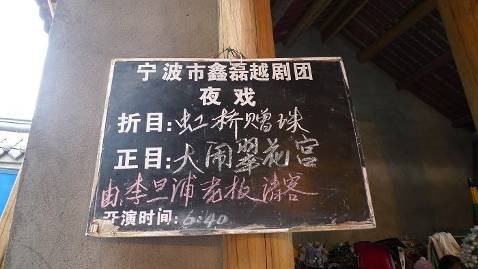 宁波市鑫磊越剧团
夜戏
折目:虹桥赠珠
正目:大闹翠花宫
由李旦浦老板请客
开演时间:6:40